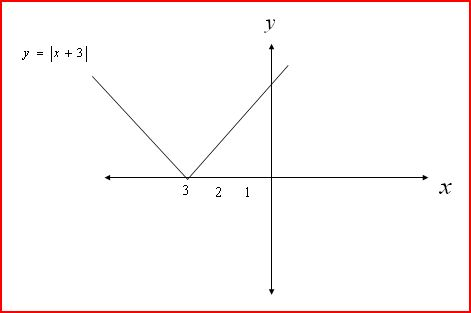 y
y = |x + 3|
3 2 1
x